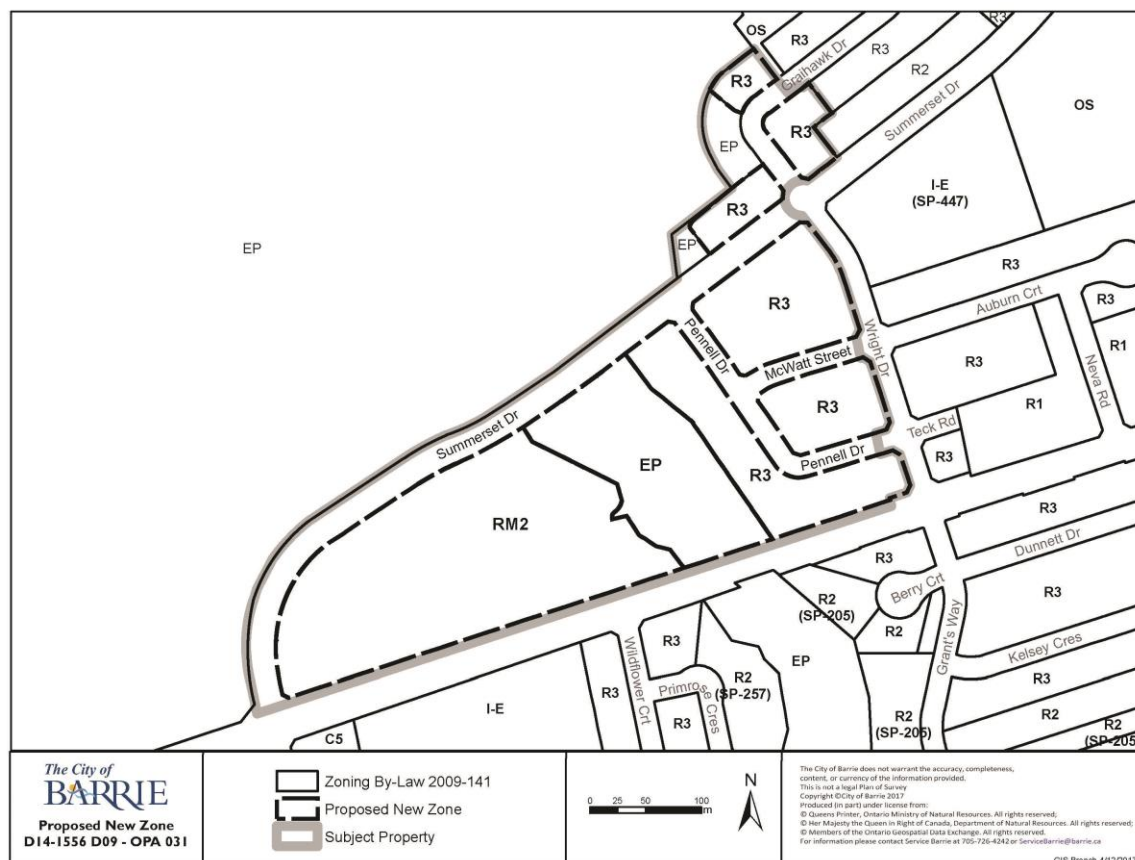 OS
R3
R3
R3
Graihawk Dr
R3
R2
Summerset Dr
OS
R3
EP
I-E
(SP-447)
R3
EP
EP
R3
Auburn Crt
R3
R3
Pennell Dr
McWatt Street
Wright Dr
R3
R1
Neva Rd
R3
R1
Teck Rd
Summerset Dr
EP
R3
Pennell Dr
R3
RM2
R3
Dunnett Dr
R3
Berry Crt
R2
(SP-205)
R2
R3
Grant's Way
Kelsey Cres
EP
Wildflower Crt
R3
R2
(SP-257)
Primrose Cres
R3
R3
I-E
C5
R2
(SP-205)
R3
R2
R2
(SP-205
The City of
BARRIE
Proposed New Zone
D14-1556 D09 - OPA 031
Zoning By-Law 2009-141
Proposed New Zone
Subject Property
0 25 50 100
m
N
The City of Barrie does not warrant the accuracy, completeness,
content, or currency of the information provided.
This is not a legal Plan of Survey
Copyright ©City of Barrie 2017
Produced (in part) under license from:
© Queens Printer, Ontario Ministry of Natural Resources. All rights reserved;
© Her Majesty the Queen in Right of Canada, Department of Natural Resources. All rights reserved;
© Members of the Ontario Geospatial Data Exchange. All rights reserved.
For information please contact Service Barrie at 705-726-4242 or ServiceBarrie@barrie.ca